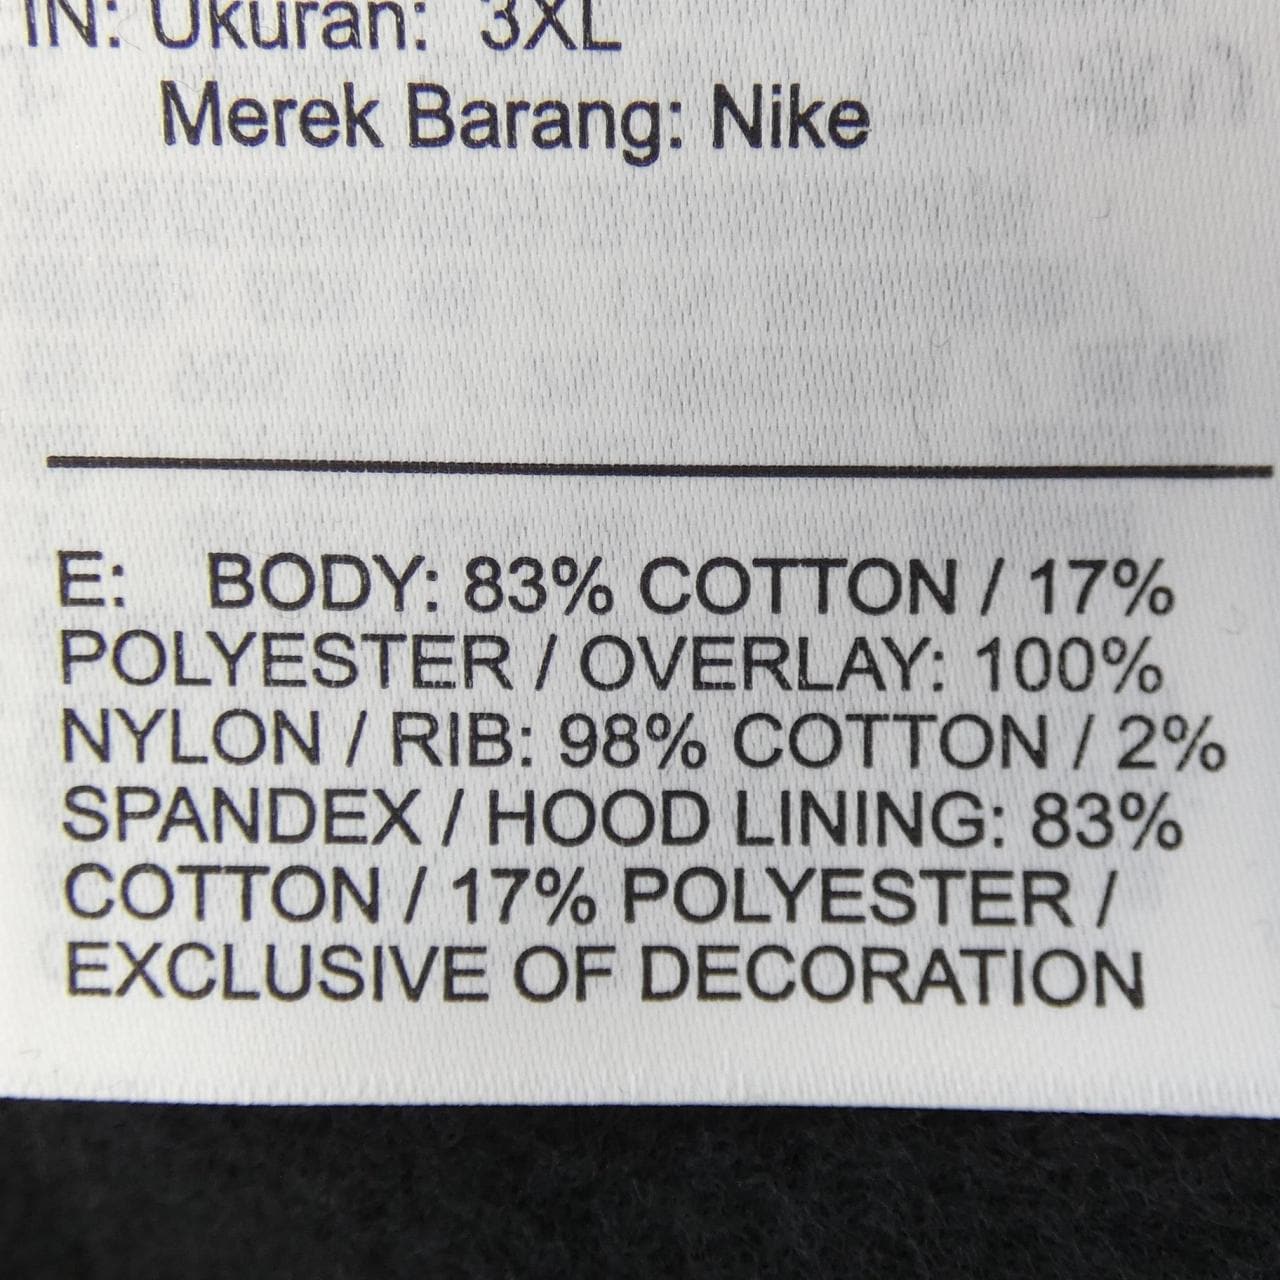 IN: Ukuran: 3XL
Merek Barang: Nike
E: BODY: 83% COTTON / 17%
POLYESTER / OVERLAY: 100%
NYLON / RIB: 98% COTTON / 2%
SPANDEX / HOOD LINING: 83%
COTTON / 17% POLYESTER /
EXCLUSIVE OF DECORATION